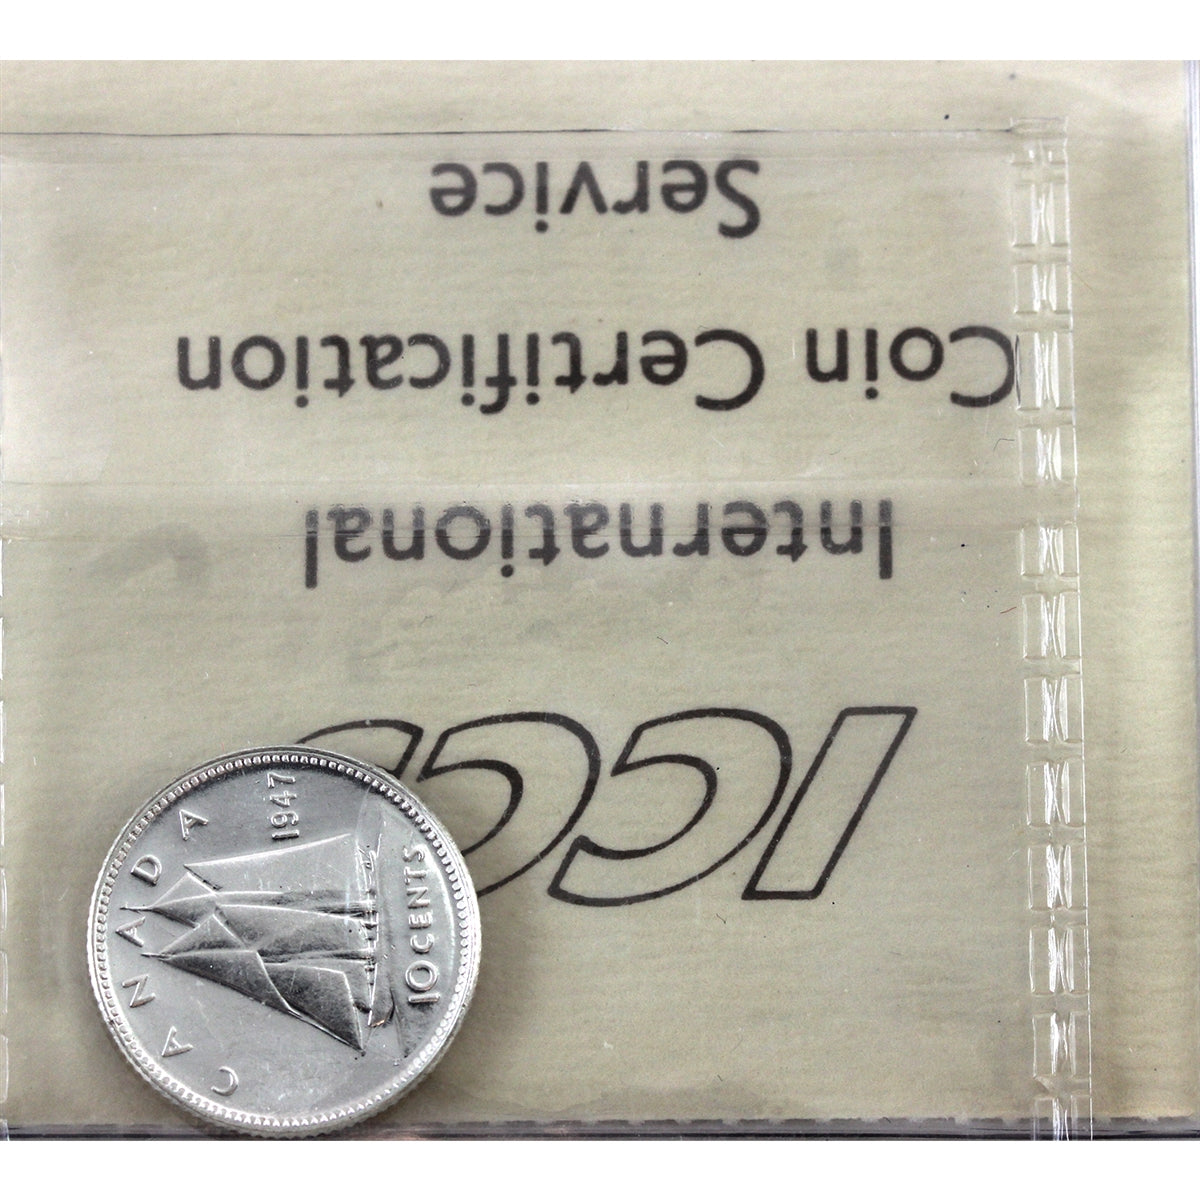 ICCS
International
Coin Certification
Service
CANADA
1947
10 CENTS